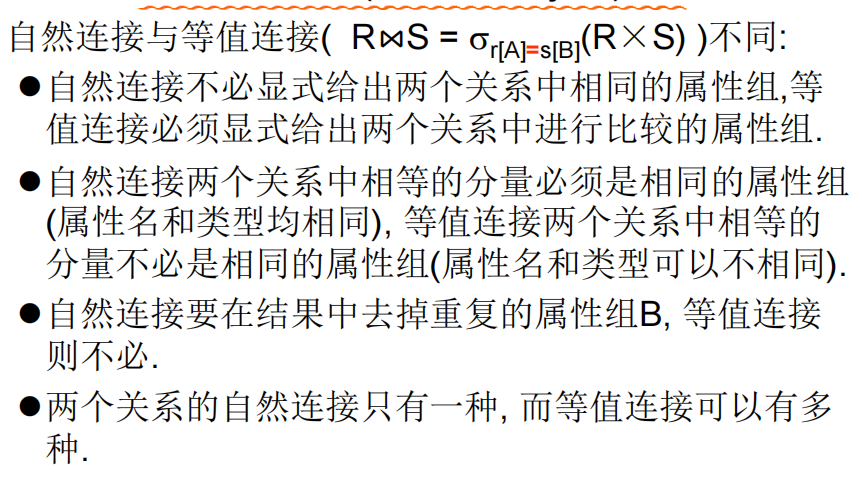 自然连接与等值连接( R⋈S = σr[A]=s[B](R×S) )不同:
●自然连接不必显式给出两个关系中相同的属性组,等
值连接必须显式给出两个关系中进行比较的属性组.
●自然连接两个关系中相等的分量必须是相同的属性组
(属性名和类型均相同), 等值连接两个关系中相等的
分量不必是相同的属性组(属性名和类型可以不相同).
●自然连接要在结果中去掉重复的属性组B, 等值连接
则不必.
●两个关系的自然连接只有一种, 而等值连接可以有多
种.